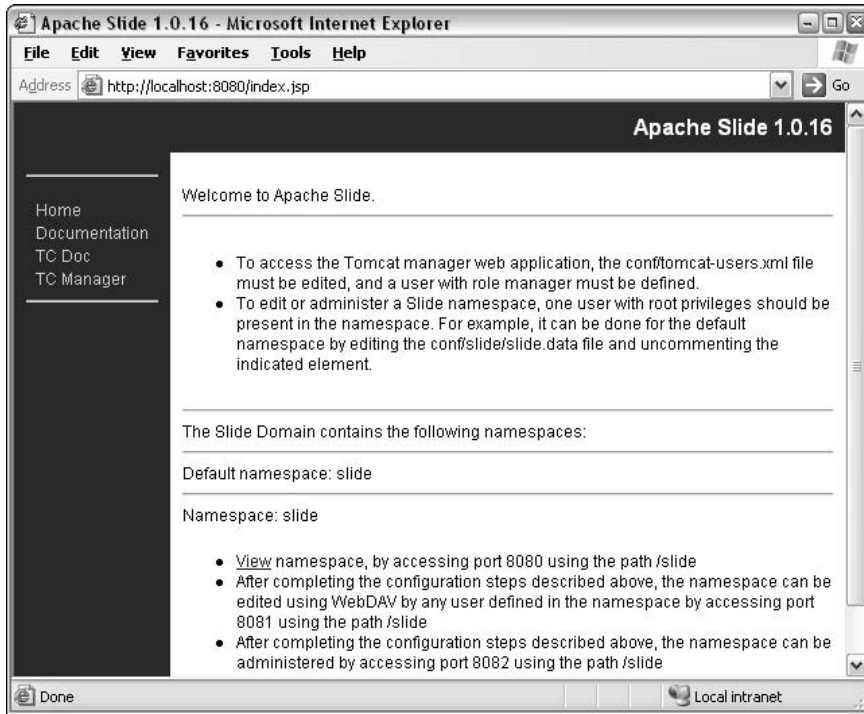 Apache Slide 1.0.16 - Microsoft Internet Explorer
File Edit View Favorites Tools Help
Address http://localhost:8080/index.jsp Go
Apache Slide 1.0.16
Home
Documentation
TC Doc
TC Manager
Welcome to Apache Slide.
To access the Tomcat manager web application, the conf/tomcat-users.xml file
must be edited, and a user with role manager must be defined.
To edit or administer a Slide namespace, one user with root privileges should be
present in the namespace. For example, it can be done for the default
namespace by editing the conf/slide/slide.data file and uncommenting the
indicated element.
The Slide Domain contains the following namespaces:
Default namespace: slide
Namespace: slide
View namespace, by accessing port 8080 using the path /slide
After completing the configuration steps described above, the namespace can be
edited using WebDAV by any user defined in the namespace by accessing port
8081 using the path /slide
After completing the configuration steps described above, the namespace can be
administered by accessing port 8082 using the path /slide
Done Local intranet